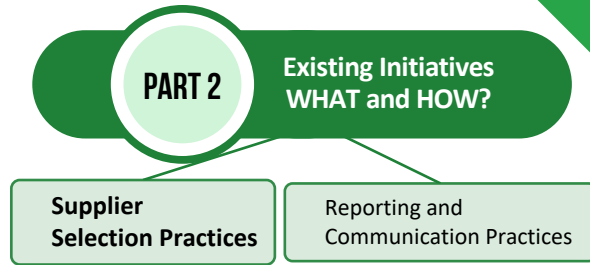 PART 2
Existing Initiatives
WHAT and HOW?
Supplier
Selection Practices
Reporting and
Communication Practices